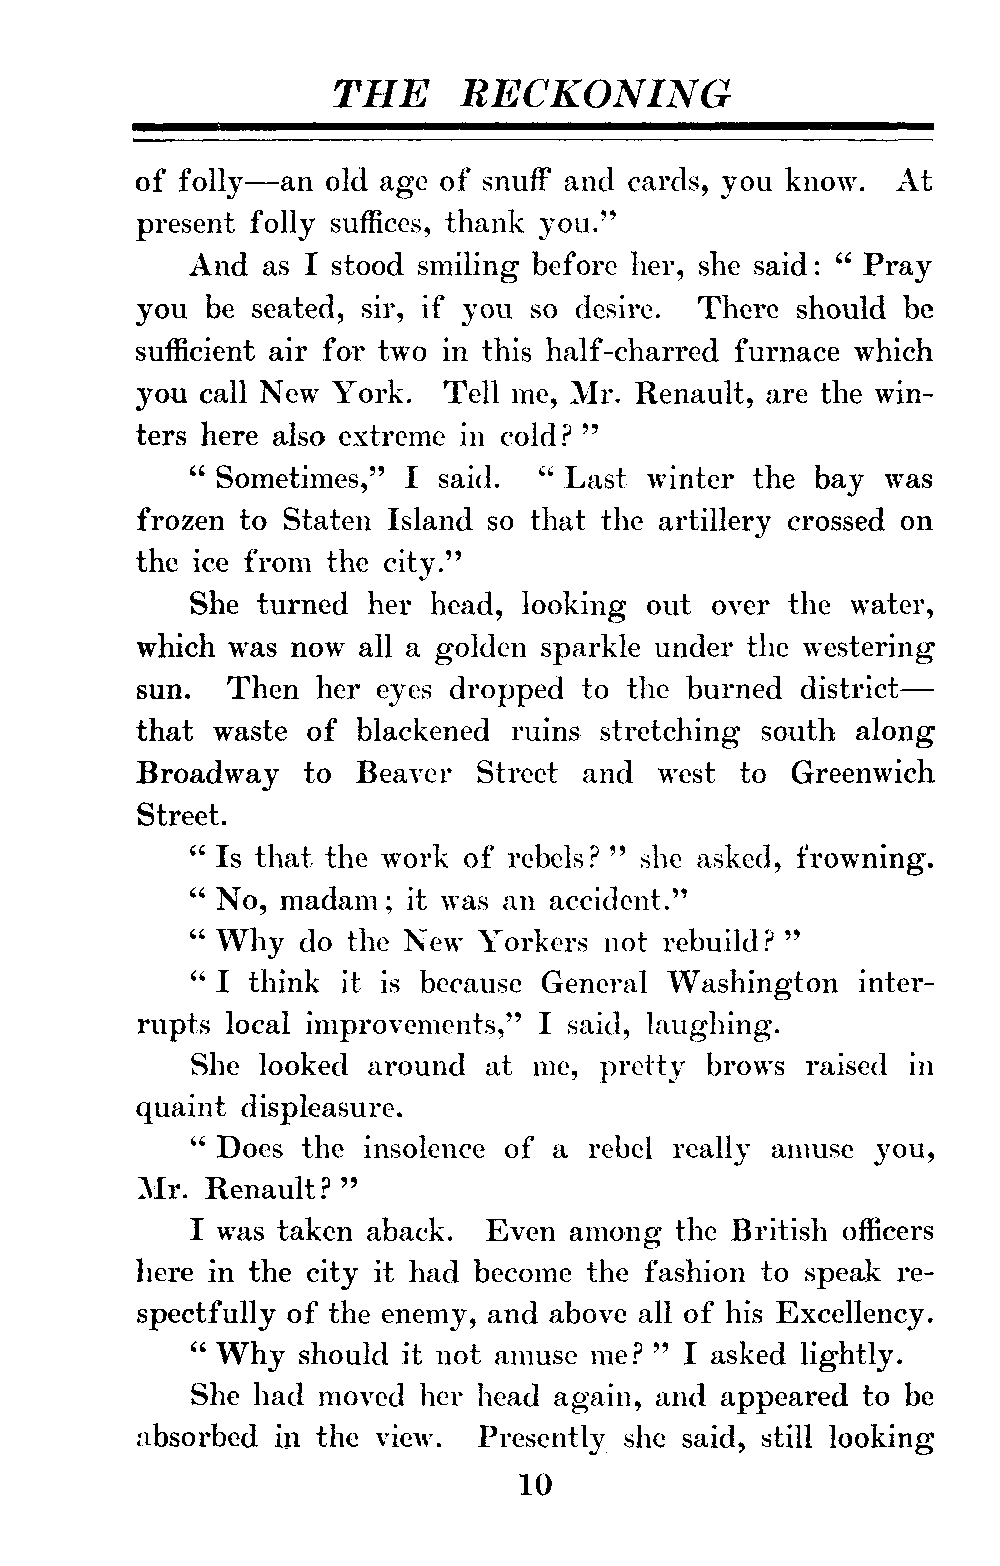 THE RECKONING
of folly—an old age of snuff and cards, you know. At
present folly suffices, thank you."
And as I stood smiling before her, she said: " Pray
you be seated, sir, if you so desire. There should be
sufficient air for two in this half-charred furnace which
you call New York. Tell me, Mr. Renault, are the win-
ters here also extreme in cold? "
" Sometimes," I said. " Last winter the bay was
frozen to Staten Island so that the artillery crossed on
the ice from the city."
She turned her head, looking out over the water,
which was now all a golden sparkle under the westering
sun. Then her eyes dropped to the burned district—
that waste of blackened ruins stretching south along
Broadway to Beaver Street and west to Greenwich
Street.
" Is that the work of rebels? " she asked, frowning.
" No, madam; it was an accident."
" Why do the New Yorkers not rebuild? "
" I think it is because General Washington inter-
rupts local improvements," I said, laughing.
She looked around at me, pretty brows raised in
quaint displeasure.
" Does the insolence of a rebel really amuse you,
Mr. Renault? "
I was taken aback. Even among the British officers
here in the city it had become the fashion to speak re-
spectfully of the enemy, and above all of his Excellency.
" Why should it not amuse me? " I asked lightly.
She had moved her head again, and appeared to be
absorbed in the view. Presently she said, still looking
10